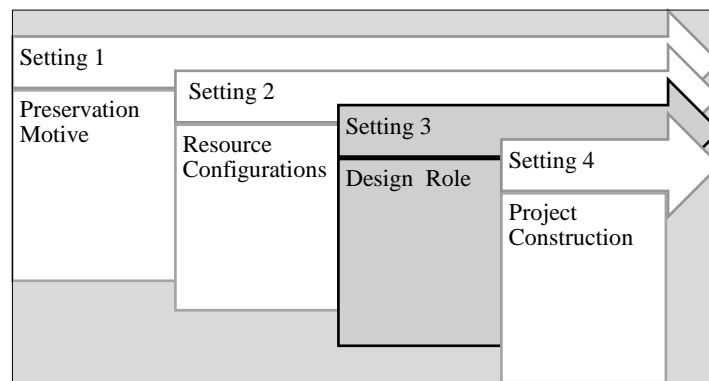 Setting 1
Preservation
Motive
Setting 2
Resource
Configurations
Setting 3
Design Role
Setting 4
Project
Construction